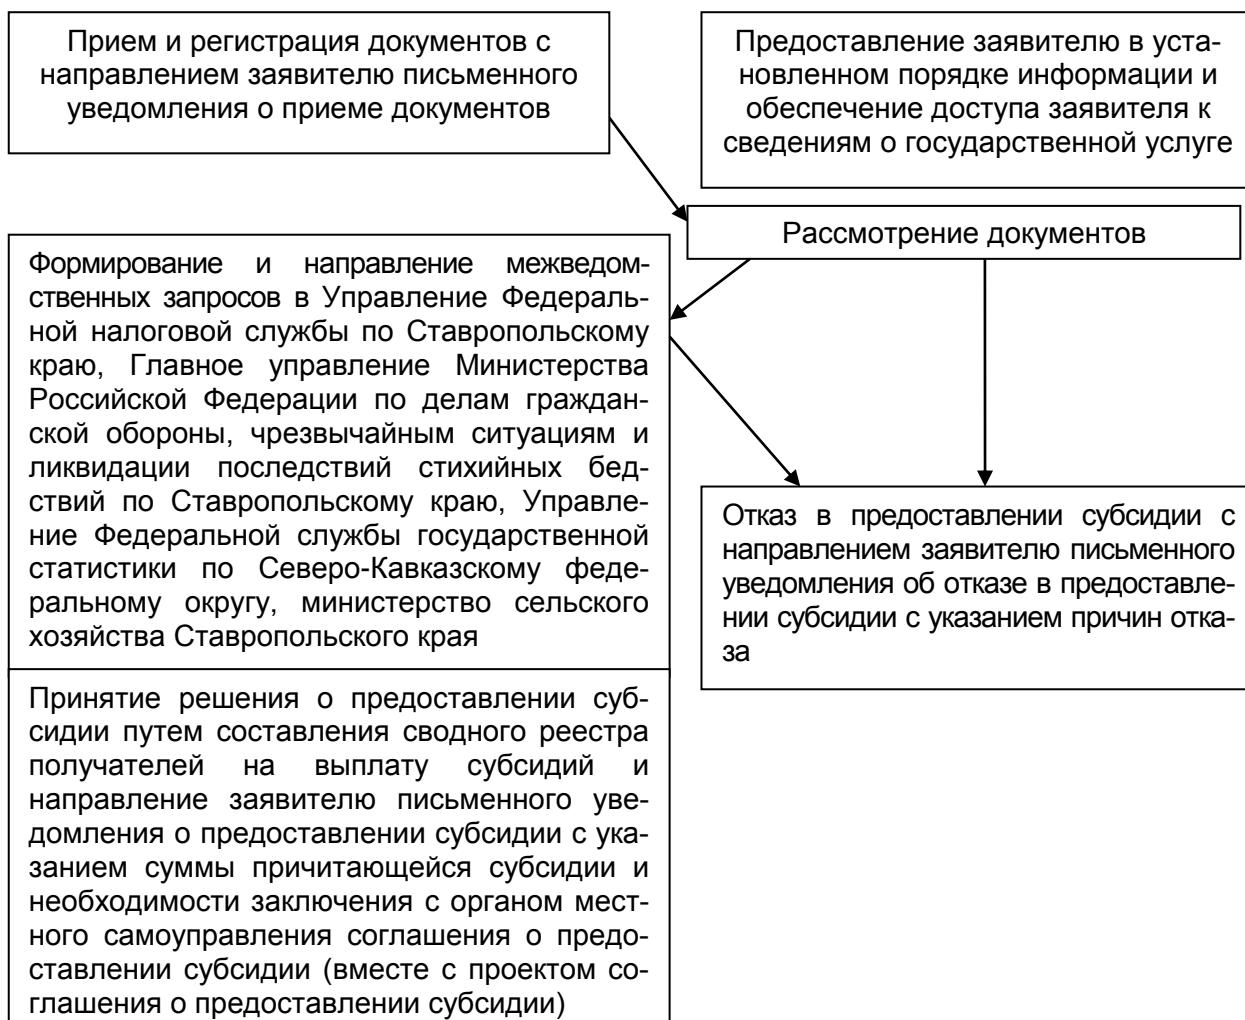 Прием и регистрация документов с
направлением заявителю письменного
уведомления о приеме документов
Предоставление заявителю в уста-
новленном порядке информации и
обеспечение доступа заявителя к
сведениям о государственной услуге
Рассмотрение документов
Формирование и направление межведом-
ственных запросов в Управление Федераль-
ной налоговой службы по Ставропольскому
краю, Главное управление Министерства
Российской Федерации по делам граждан-
ской обороны, чрезвычайным ситуациям и
ликвидации последствий стихийных бед-
ствий по Ставропольскому краю, Управле-
ние Федеральной службы государственной
статистики по Северо-Кавказскому феде-
ральному округу, министерство сельского
хозяйства Ставропольского края
Отказ в предоставлении субсидии с
направлением заявителю письменного
уведомления об отказе в предоставле-
нии субсидии с указанием причин отка-
за
Принятие решения о предоставлении суб-
сидии путем составления сводного реестра
получателей на выплату субсидий и
направление заявителю письменного уве-
домления о предоставлении субсидии с ука-
занием суммы причитающейся субсидии и
необходимости заключения с органом мест-
ного самоуправления соглашения о предо-
ставлении субсидии (вместе с проектом со-
глашения о предоставлении субсидии)